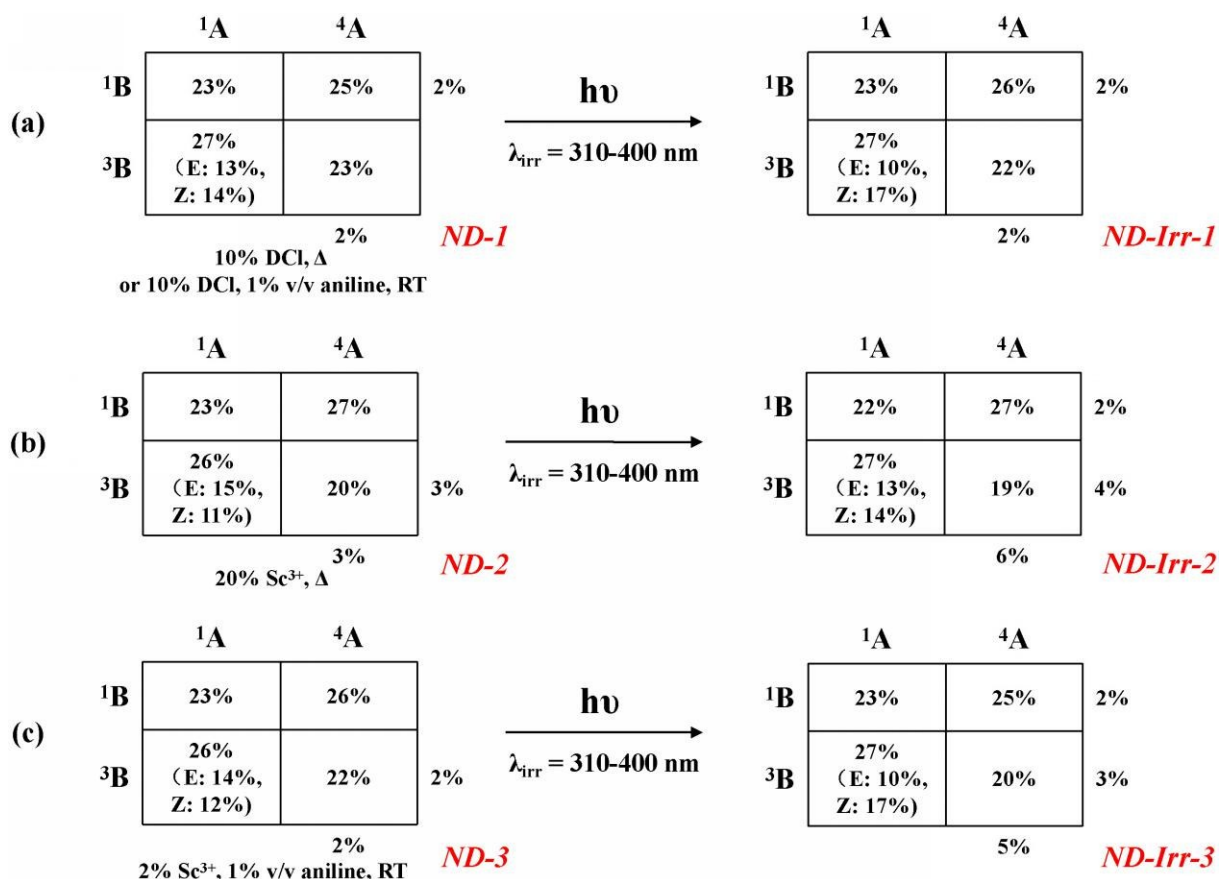 ¹A ⁴A ¹A ⁴A
¹B 23% 25% 2% hυ ¹B 23% 26% 2%
(a)
³B 27% (E: 13%, Z: 14%) 23% λirr = 310-400 nm ³B 27% (E: 10%, Z: 17%) 22%
2% ND-1 2% ND-Irr-1
10% DCl, Δ
or 10% DCl, 1% v/v aniline, RT
¹A ⁴A ¹A ⁴A
¹B 23% 27% hυ ¹B 22% 27% 2%
(b)
³B 26% (E: 15%, Z: 11%) 20% 3% λirr = 310-400 nm ³B 27% (E: 13%, Z: 14%) 19% 4%
3% ND-2 6% ND-Irr-2
20% Sc³⁺, Δ
¹A ⁴A ¹A ⁴A
¹B 23% 26% hυ ¹B 23% 25% 2%
(c)
³B 26% (E: 14%, Z: 12%) 22% 2% λirr = 310-400 nm ³B 27% (E: 10%, Z: 17%) 20% 3%
2% ND-3 5% ND-Irr-3
2% Sc³⁺, 1% v/v aniline, RT